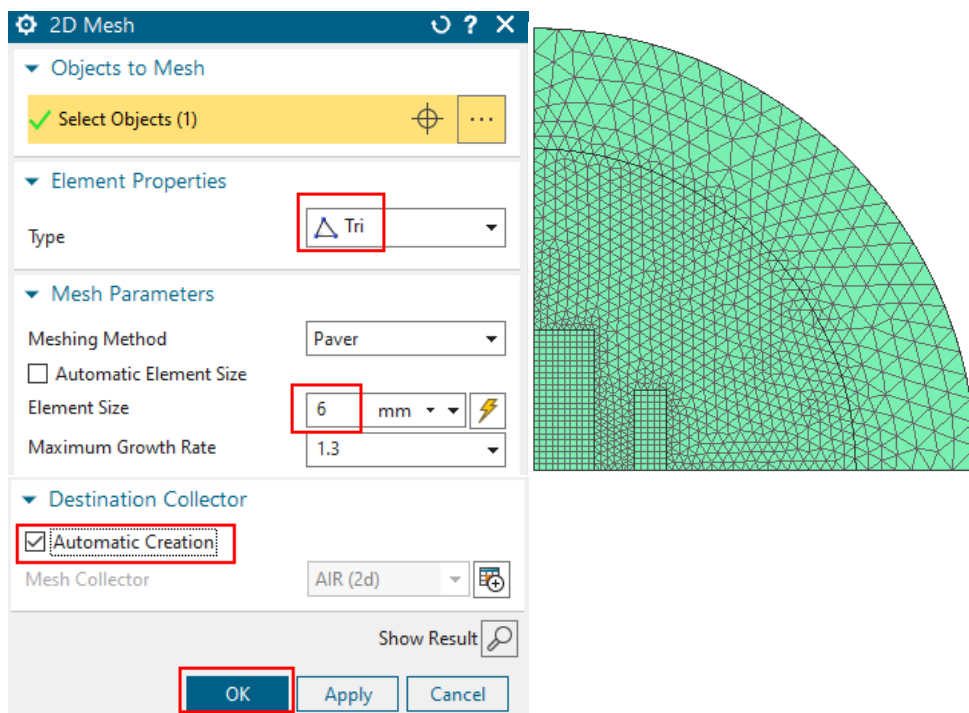 2D Mesh
Objects to Mesh
Select Objects (1)
Element Properties
Type Tri
Mesh Parameters
Meshing Method Paver
Automatic Element Size
Element Size 6 mm
Maximum Growth Rate 1.3
Destination Collector
Automatic Creation
Mesh Collector AIR (2d)
Show Result
OK Apply Cancel